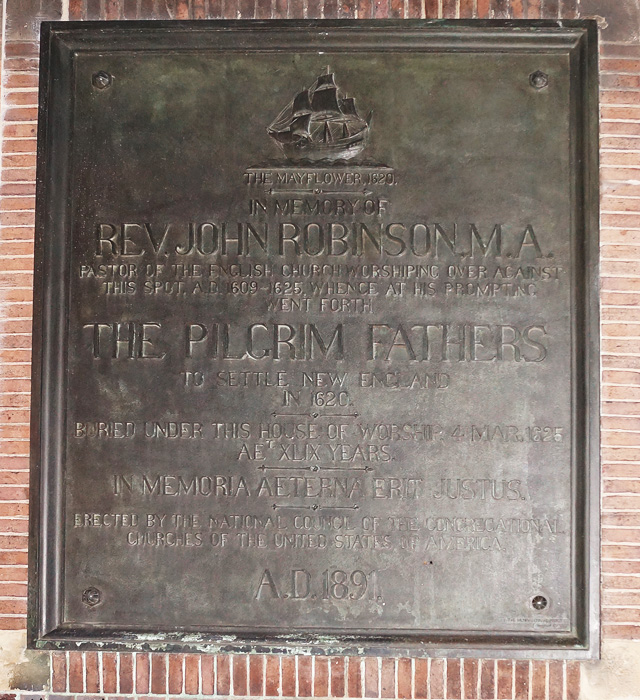 THE MAYFLOWER, 1620.
IN MEMORY OF
REV. JOHN ROBINSON, M.A.
PASTOR OF THE ENGLISH CHURCH WORSHIPING OVER AGAINST
THIS SPOT, A.D. 1609-1625, WHENCE AT HIS PROMPTING
WENT FORTH
THE PILGRIM FATHERS
TO SETTLE NEW ENGLAND
IN 1620.
BURIED UNDER THIS HOUSE OF WORSHIP, 4 MAR. 1625
AET XLIX YEARS.
IN MEMORIA AETERNA ERIT JUSTUS.
ERECTED BY THE NATIONAL COUNCIL OF THE CONGREGATIONAL
CHURCHES OF THE UNITED STATES OF AMERICA
A.D. 1891.